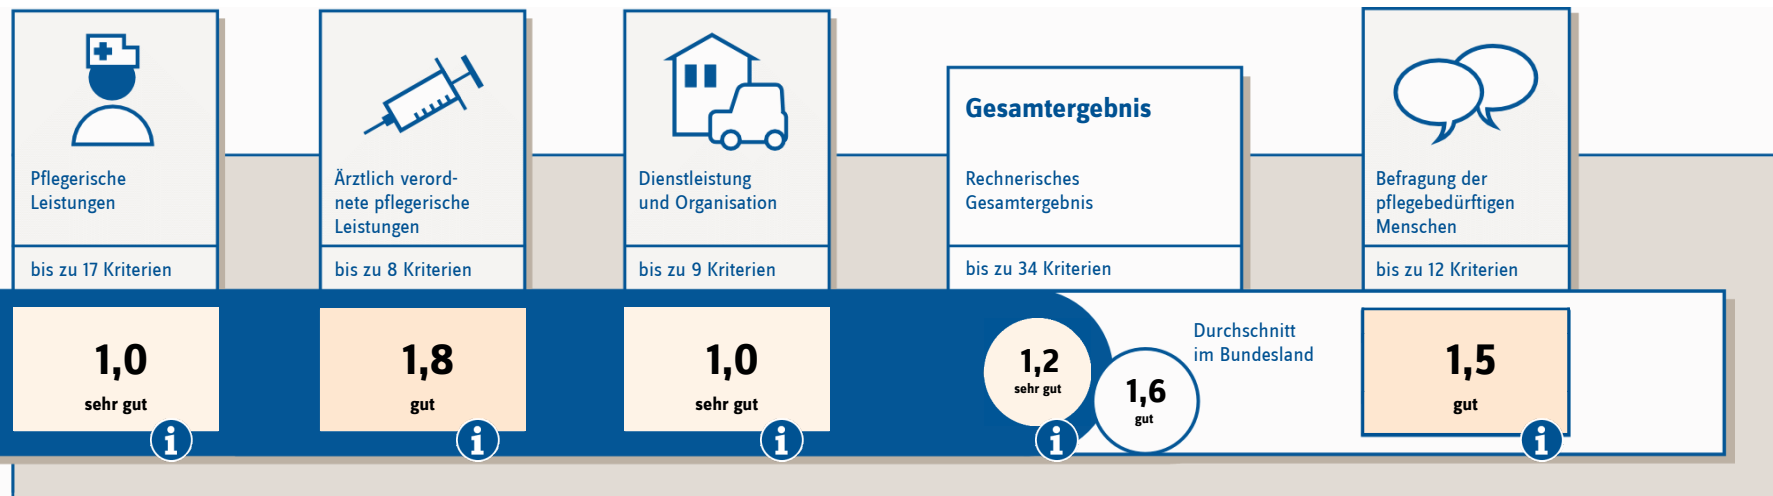 Pflegerische
Leistungen
bis zu 17 Kriterien
1,0
sehr gut
i
Ärztlich verord-
nete pflegerische
Leistungen
bis zu 8 Kriterien
1,8
gut
i
Dienstleistung
und Organisation
bis zu 9 Kriterien
1,0
sehr gut
i
Gesamtergebnis
Rechnerisches
Gesamtergebnis
bis zu 34 Kriterien
1,2
sehr gut
i
1,6
gut
Durchschnitt
im Bundesland
Befragung der
pflegebedürftigen
Menschen
bis zu 12 Kriterien
1,5
gut
i